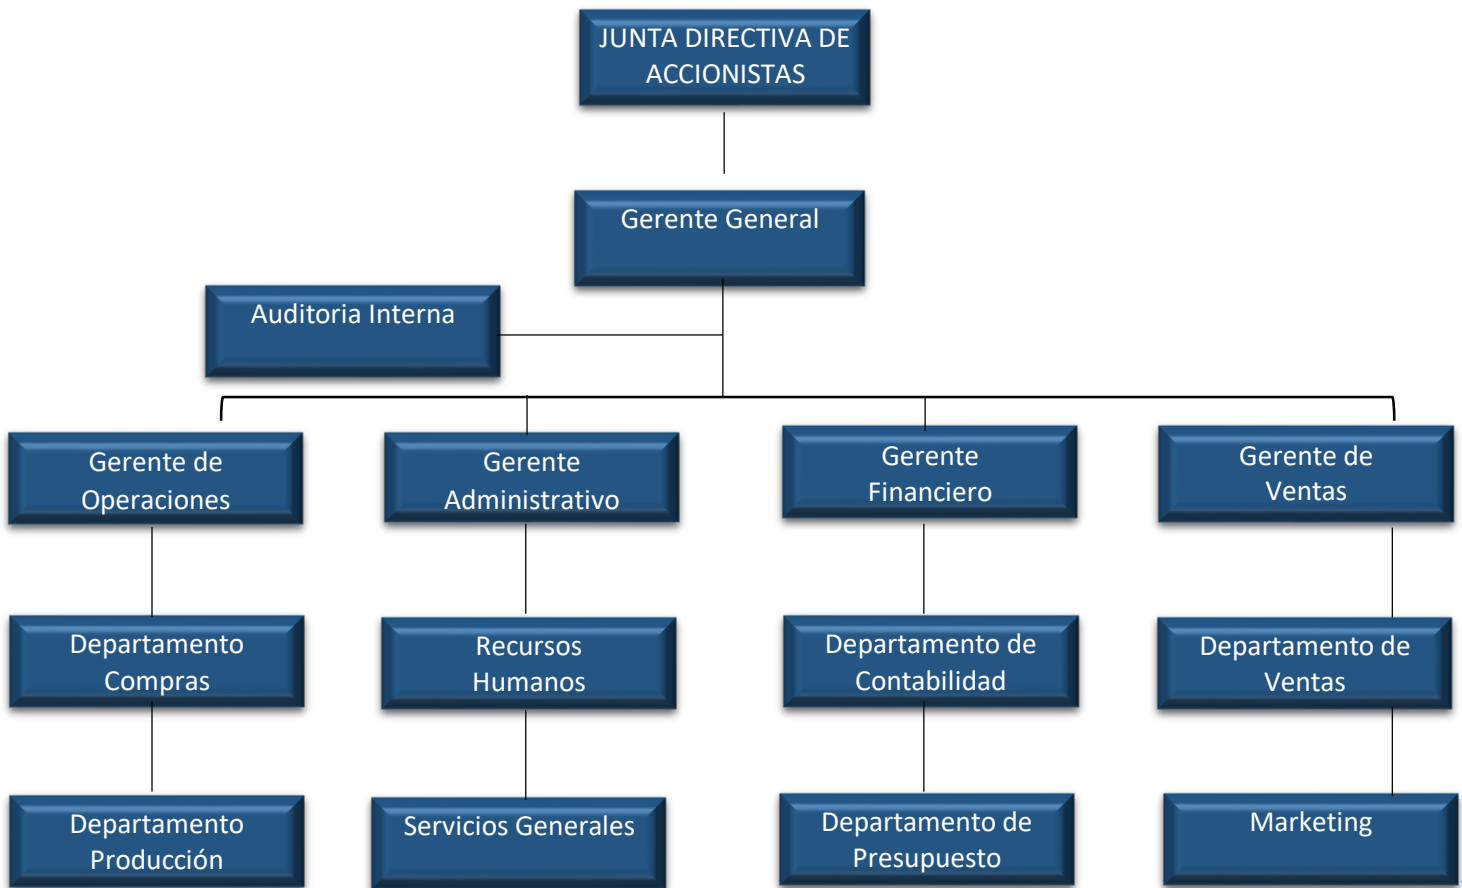 JUNTA DIRECTIVA DE
ACCIONISTAS
Gerente General
Auditoria Interna
Gerente de
Operaciones
Gerente
Administrativo
Gerente
Financiero
Gerente de
Ventas
Departamento
Compras
Recursos
Humanos
Departamento de
Contabilidad
Departamento de
Ventas
Departamento
Producción
Servicios Generales
Departamento de
Presupuesto
Marketing